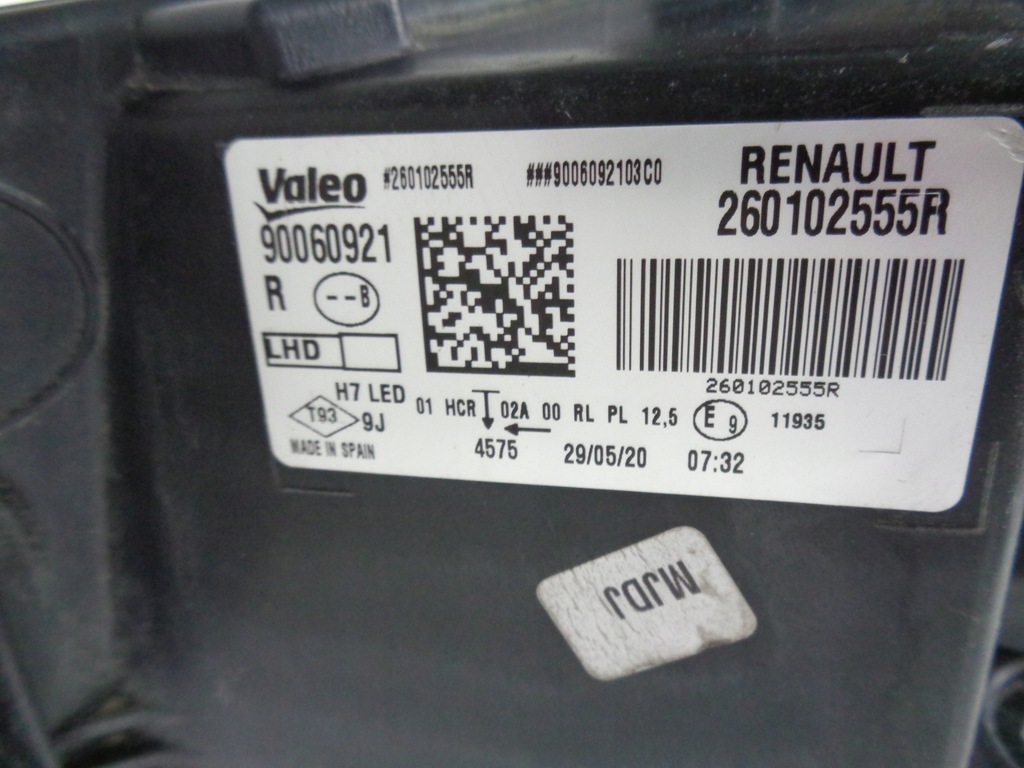 Valeo #260102555R ###9006092103C0 RENAULT
90060921 260102555R
R --B
LHD
260102555R
H7 LED 01 HCR 02A 00 RL PL 12,5 E 9 11935
T93 9J
MADE IN SPAIN 4575 29/05/20 07:32
MJDJ